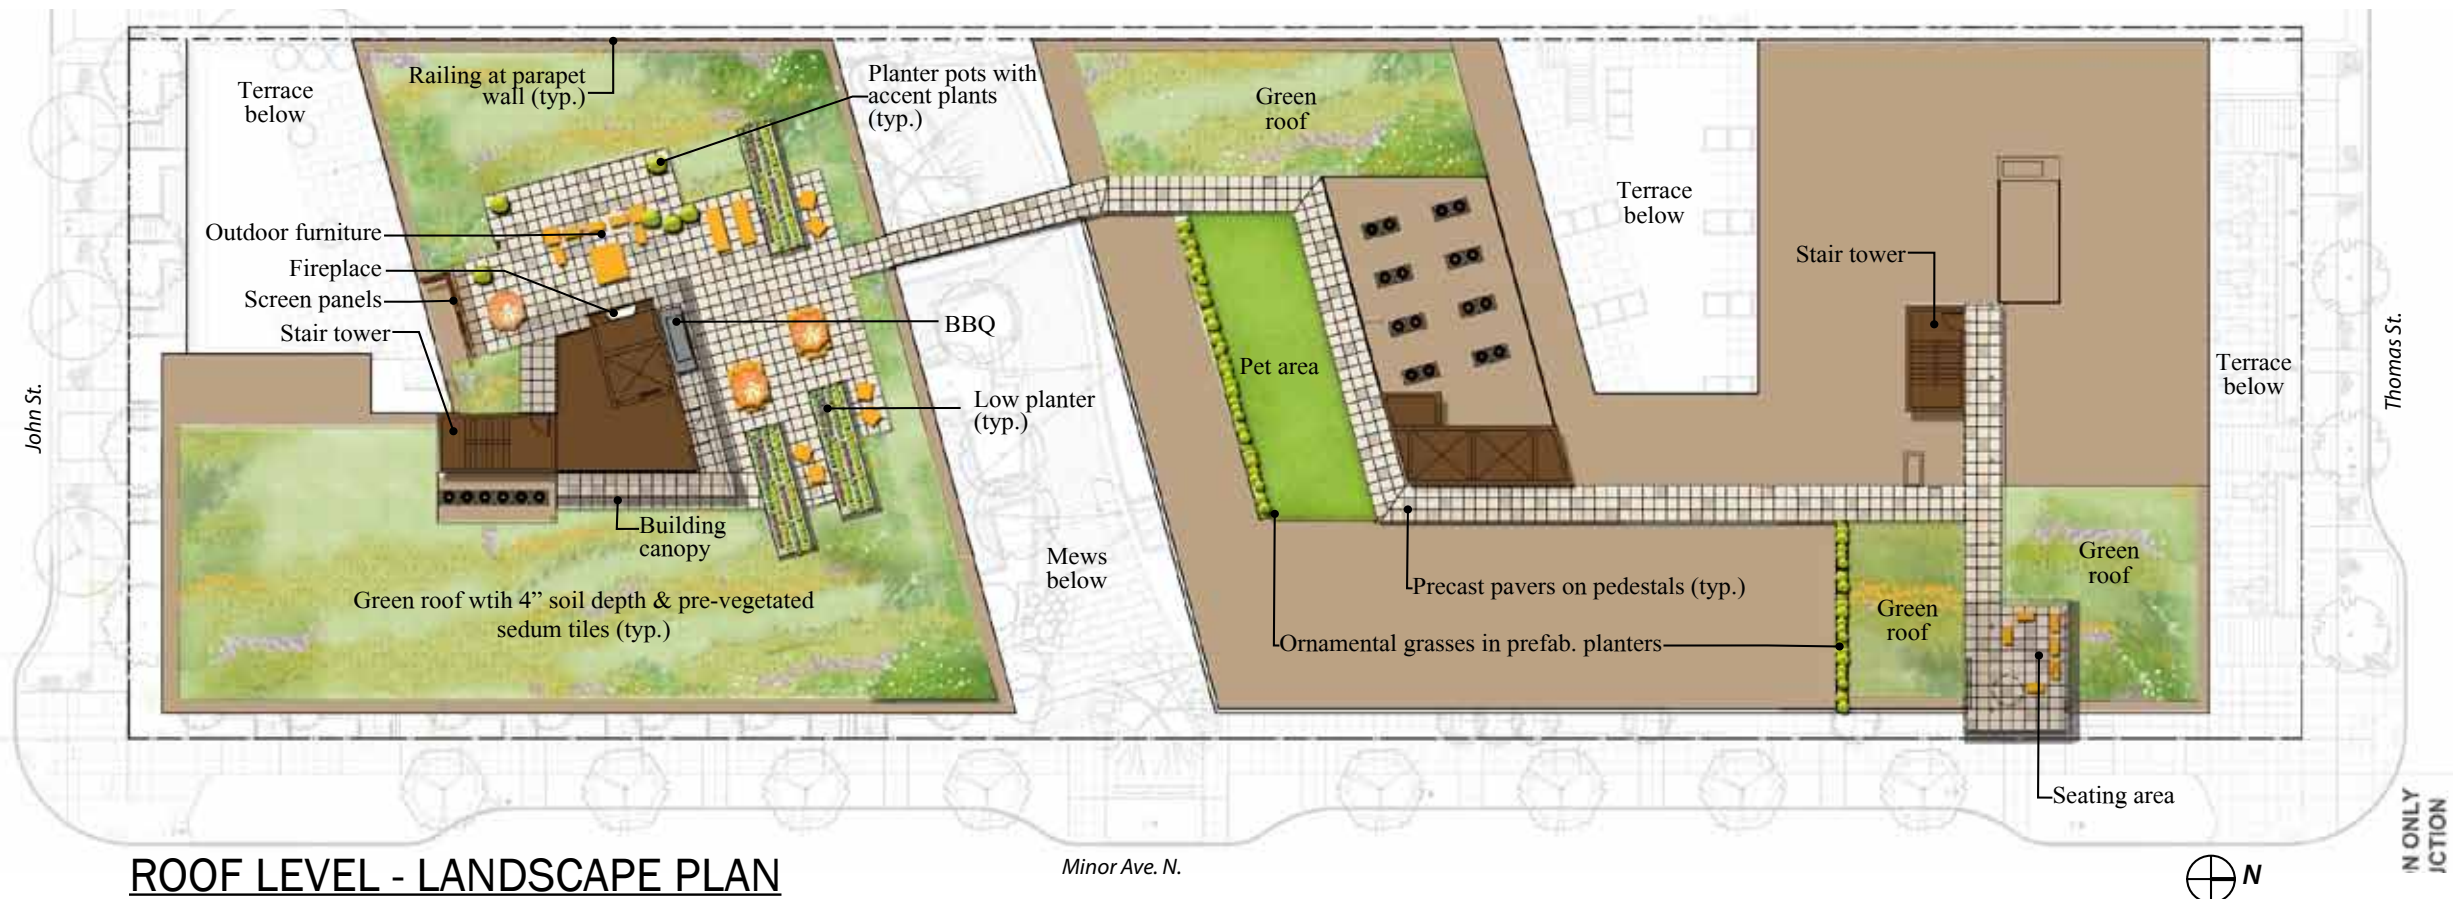 Railing at parapet
wall (typ.)
Terrace
below
Planter pots with
accent plants
(typ.)
Green
roof
Terrace
below
Outdoor furniture
Fireplace
Screen panels
Stair tower
BBQ
Low planter
(typ.)
Pet area
Stair tower
Terrace
below
John St.
Thomas St.
Building
canopy
Mews
below
Green roof wtih 4” soil depth & pre-vegetated
sedum tiles (typ.)
Precast pavers on pedestals (typ.)
Ornamental grasses in prefab. planters
Green
roof
Green
roof
Seating area
ROOF LEVEL - LANDSCAPE PLAN
Minor Ave. N.
N
N ONLY
CTION